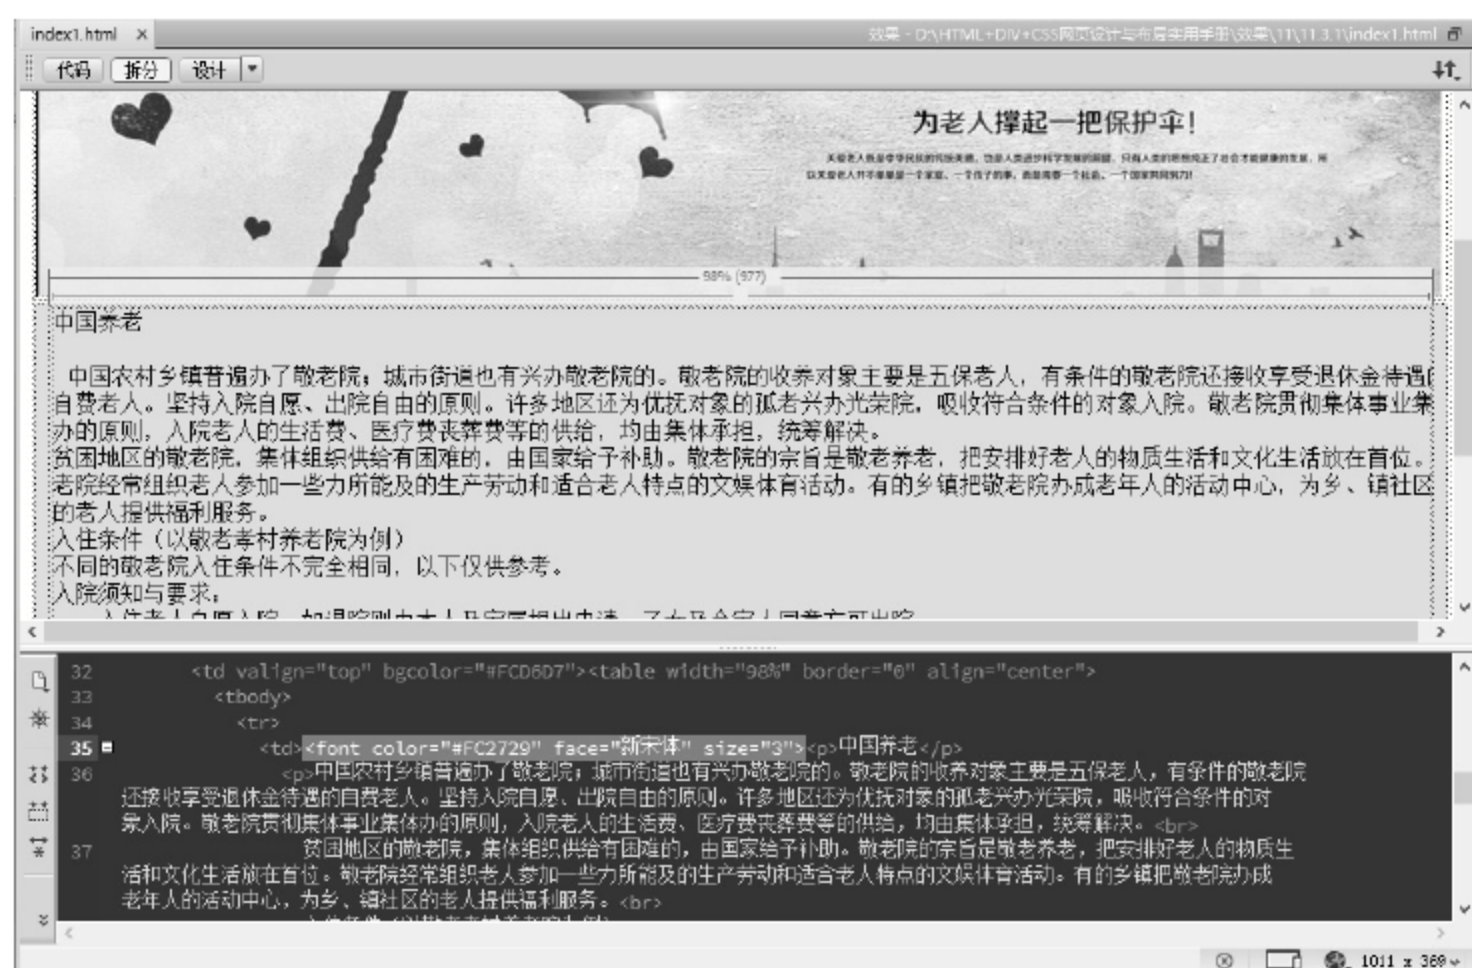 index1.html ×
效果 - D:\HTML+DIV+CSS网页设计与布局实用手册\效果\11\11.3.1\index1.html
代码 拆分 设计
为老人撑起一把保护伞！
98% (977)
中国养老
中国农村乡镇普遍办了敬老院；城市街道也有兴办敬老院的。敬老院的收养对象主要是五保老人，有条件的敬老院还接收享受退休金待遇
自费老人。坚持入院自愿、出院自由的原则。许多地区还为优抚对象的孤老兴办光荣院，吸收符合条件的对象入院。敬老院贯彻集体事业集
办的原则，入院老人的生活费、医疗费丧葬费等的供给，均由集体承担，统筹解决。
贫困地区的敬老院，集体组织供给有困难的，由国家给予补助。敬老院的宗旨是敬老养老，把安排好老人的物质生活和文化生活放在首位。
老院经常组织老人参加一些力所能及的生产劳动和适合老人特点的文娱体育活动。有的乡镇把敬老院办成老年人的活动中心，为乡、镇社区
的老人提供福利服务。
入住条件（以敬老孝村养老院为例）
不同的敬老院入住条件不完全相同，以下仅供参考。
入院须知与要求：
32 <td valign="top" bgcolor="#FCD6D7"><table width="98%" border="0" align="center">
33 <tbody>
34 <tr>
35 <td><font color="#FC2729" face="新宋体" size="3"><p>中国养老</p>
36 <p>中国农村乡镇普遍办了敬老院；城市街道也有兴办敬老院的。敬老院的收养对象主要是五保老人，有条件的敬老院
还接收享受退休金待遇的自费老人。坚持入院自愿、出院自由的原则。许多地区还为优抚对象的孤老兴办光荣院，吸收符合条件的对
象入院。敬老院贯彻集体事业集体办的原则，入院老人的生活费、医疗费丧葬费等的供给，均由集体承担，统筹解决。<br>
37 贫困地区的敬老院，集体组织供给有困难的，由国家给予补助。敬老院的宗旨是敬老养老，把安排好老人的物质生
活和文化生活放在首位。敬老院经常组织老人参加一些力所能及的生产劳动和适合老人特点的文娱体育活动。有的乡镇把敬老院办成
老年人的活动中心，为乡、镇社区的老人提供福利服务。<br>
1011 x 369